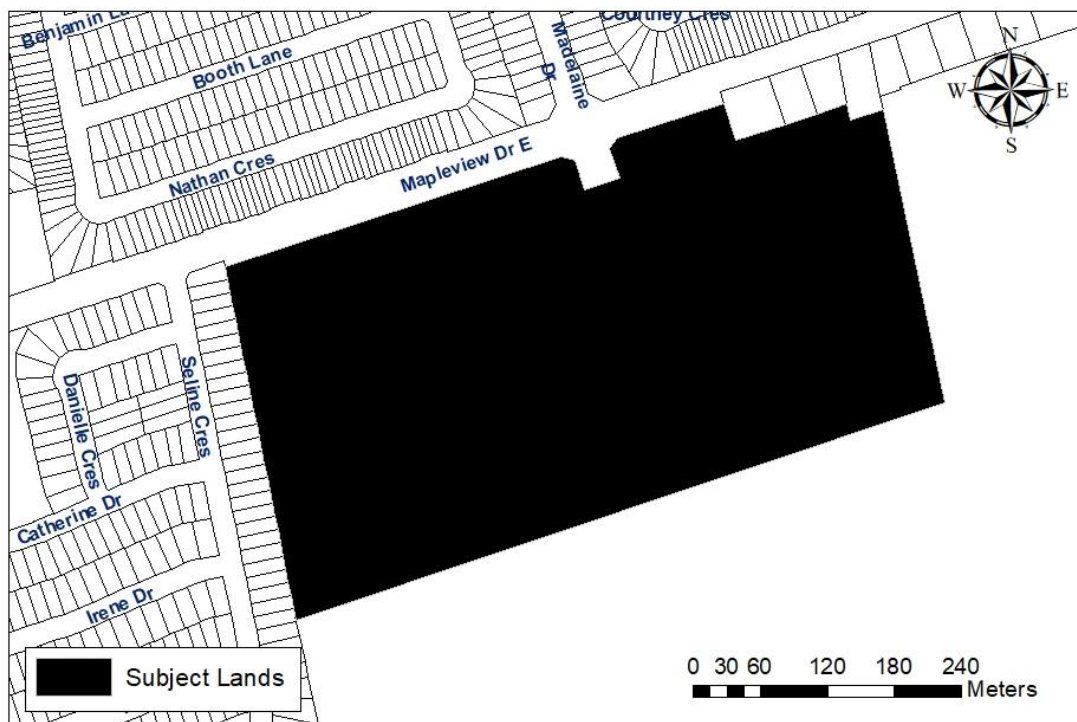 Benjamin
Courtney Cres
Madelaine
Dr
Booth Lane
N
W E
S
Nathan Cres
Mapleview Dr E
Seline Cres
Danielle Cres
Catherine Dr
Irene Dr
Subject Lands
0 30 60 120 180 240
Meters